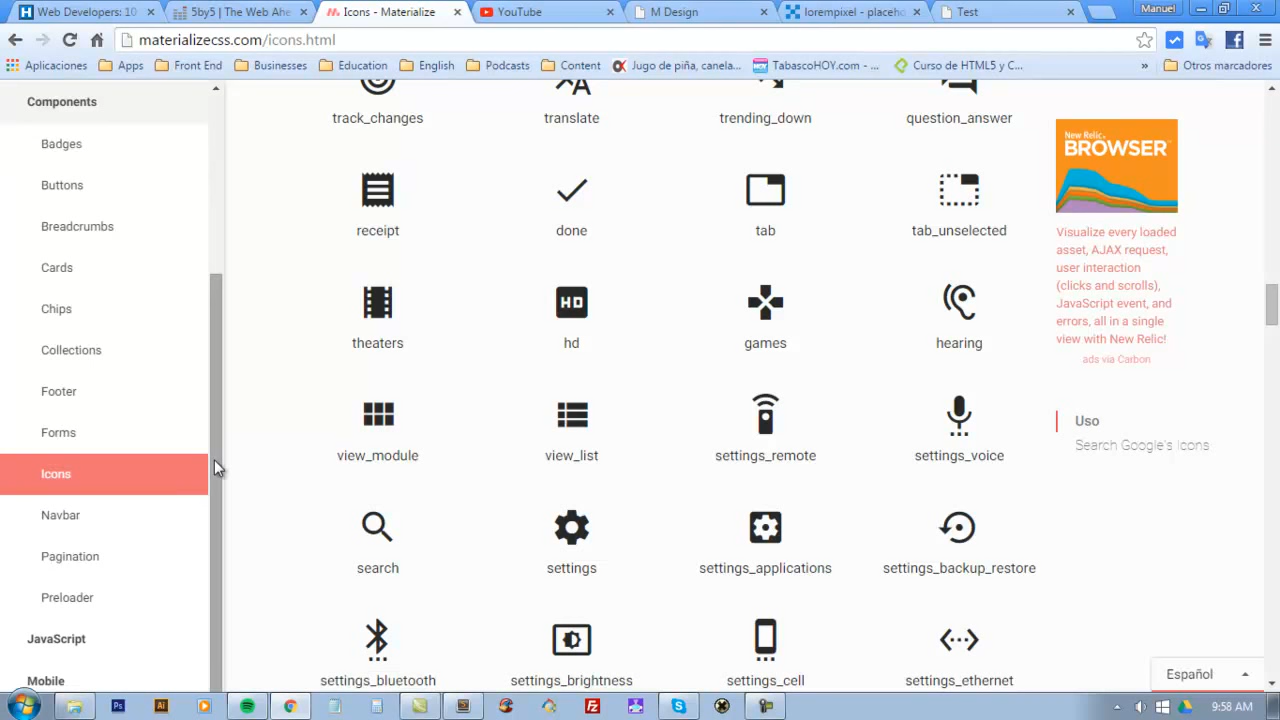 Web Developers: 10
5by5 | The Web Ahe
Icons - Materialize
YouTube
M Design
lorempixel - placeho
Test
Manuel
materializecss.com/icons.html
Aplicaciones
Apps
Front End
Businesses
Education
English
Podcasts
Content
Jugo de piña, canela...
TabascoHOY.com - ...
Curso de HTML5 y C...
»
Otros marcadores
Components
Badges
Buttons
Breadcrumbs
Cards
Chips
Collections
Footer
Forms
Icons
Navbar
Pagination
Preloader
JavaScript
Mobile
track_changes
translate
trending_down
question_answer
receipt
done
tab
tab_unselected
theaters
HD
hd
games
hearing
view_module
view_list
settings_remote
settings_voice
search
settings
settings_applications
settings_backup_restore
settings_bluetooth
settings_brightness
settings_cell
settings_ethernet
New Relic
BROWSER
Visualize every loaded
asset, AJAX request,
user interaction
(clicks and scrolls),
JavaScript event, and
errors, all in a single
view with New Relic!
ads via Carbon
Uso
Search Google's Icons
Español
Ps
Ai
Fz
9:58 AM